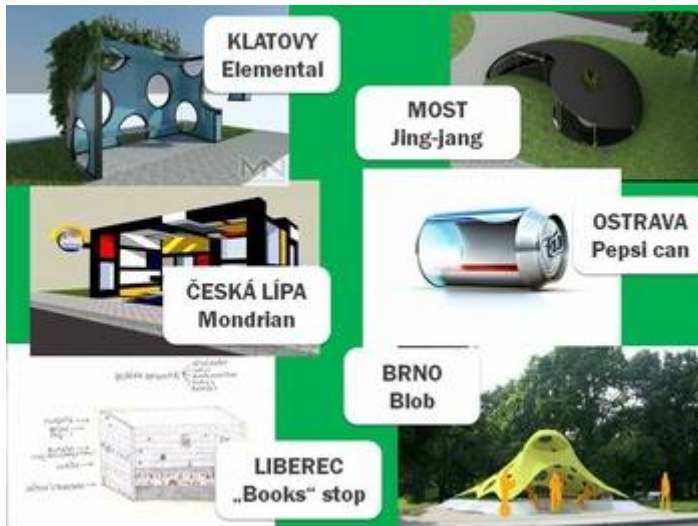 KLATOVY
Elemental
MOST
Jing-jang
OSTRAVA
Pepsi can
ČESKÁ LÍPA
Mondrian
BRNO
Blob
LIBEREC
„Books“ stop